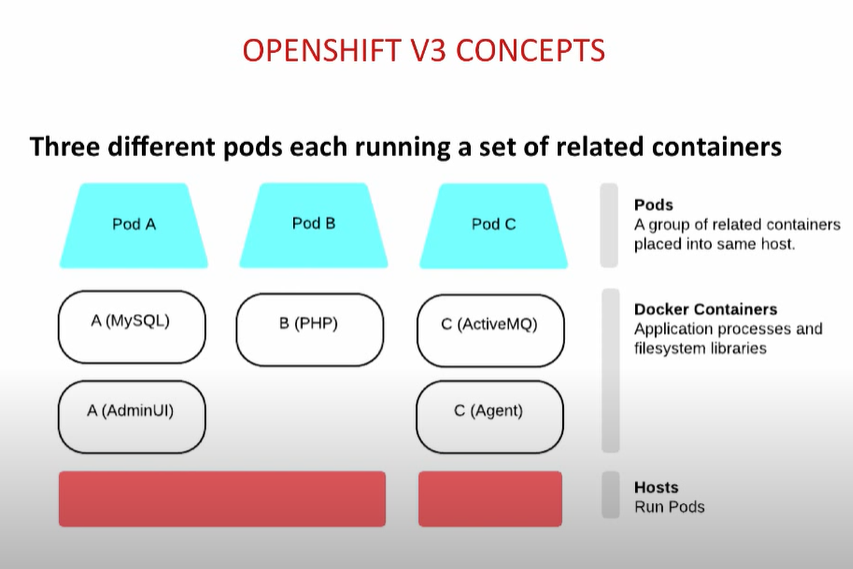 OPENSHIFT V3 CONCEPTS
Three different pods each running a set of related containers
Pod A
Pod B
Pod C
Pods
A group of related containers
placed into same host.
A (MySQL)
B (PHP)
C (ActiveMQ)
Docker Containers
Application processes and
filesystem libraries
A (AdminUI)
C (Agent)
Hosts
Run Pods